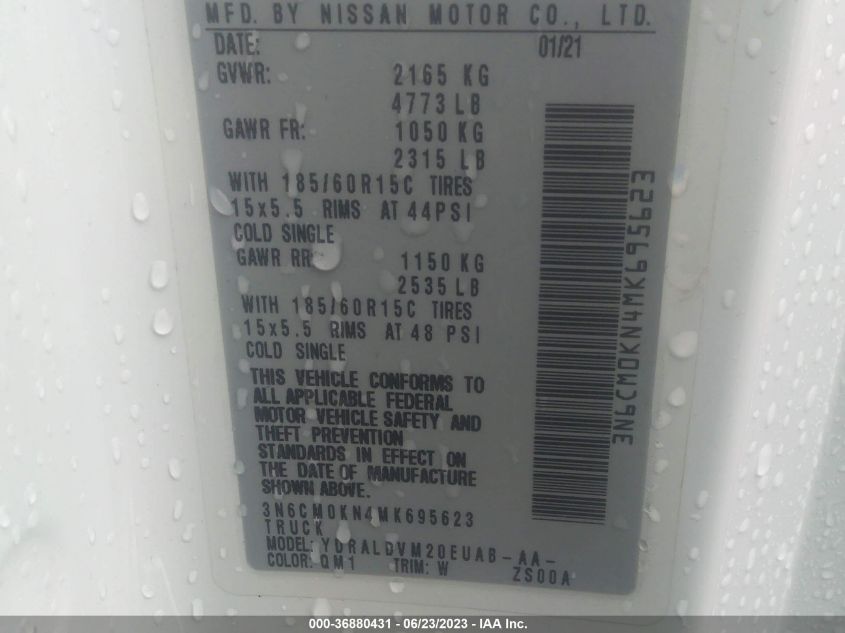 MFD. BY NISSAN MOTOR CO., LTD.
DATE: 01/21
GVWR: 2165 KG
4773 LB
GAWR FR: 1050 KG
2315 LB
WITH 185/60R15C TIRES
15x5.5 RIMS AT 44PSI
COLD SINGLE
GAWR RR: 1150 KG
2535 LB
WITH 185/60R15C TIRES
15x5.5 RIMS AT 48 PSI
COLD SINGLE
THIS VEHICLE CONFORMS TO
ALL APPLICABLE FEDERAL
MOTOR VEHICLE SAFETY AND
THEFT PREVENTION
STANDARDS IN EFFECT ON
THE DATE OF MANUFACTURE
SHOWN ABOVE.
3N6CM0KN4MK695623
TRUCK
MODEL: YDRALDVM20EUAB-AA-
COLOR: QM1 TRIM: W ZS00A
3N6CM0KN4MK695623
000-36880431 - 06/23/2023 - IAA Inc.